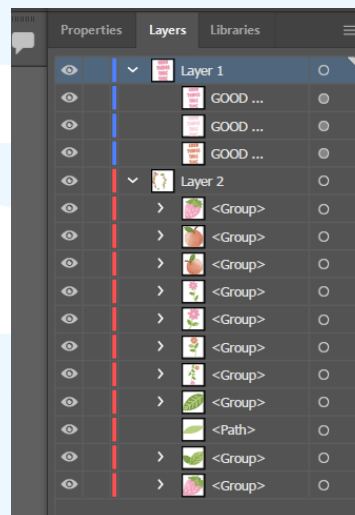 Properties Layers Libraries
Layer 1
GOOD ...
GOOD ...
GOOD ...
Layer 2
<Group>
<Group>
<Group>
<Group>
<Group>
<Group>
<Group>
<Group>
<Path>
<Group>
<Group>